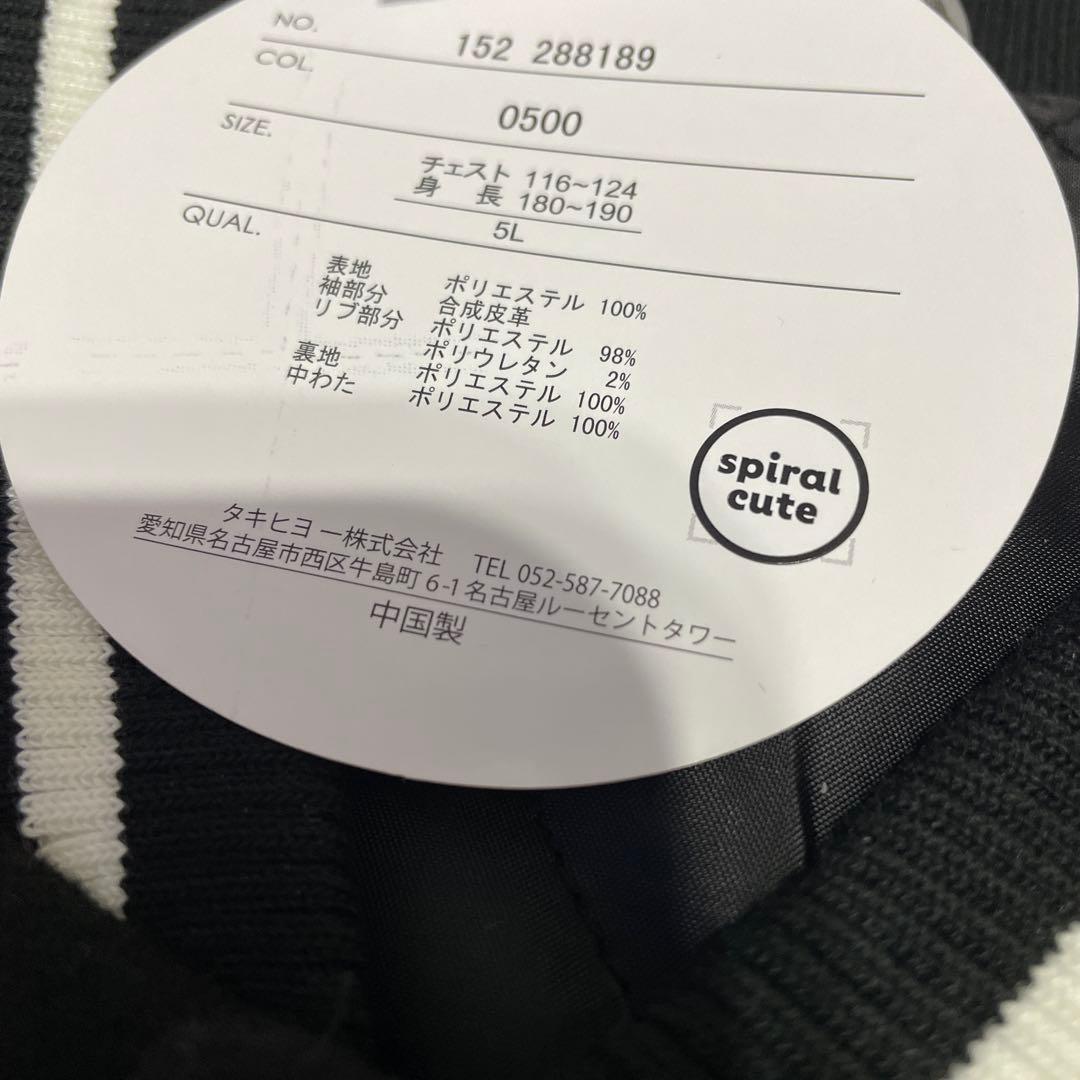 NO. 152 288189
COL. 0500
SIZE. チェスト 116~124
身 長 180~190
5L
QUAL.
表地 ポリエステル 100%
袖部分 合成皮革
リブ部分 ポリエステル 98%
ポリウレタン 2%
裏地 ポリエステル 100%
中わた ポリエステル 100%
spiral
cute
タキヒヨー株式会社 TEL 052-587-7088
愛知県名古屋市西区牛島町 6-1 名古屋ルーセントタワー
中国製